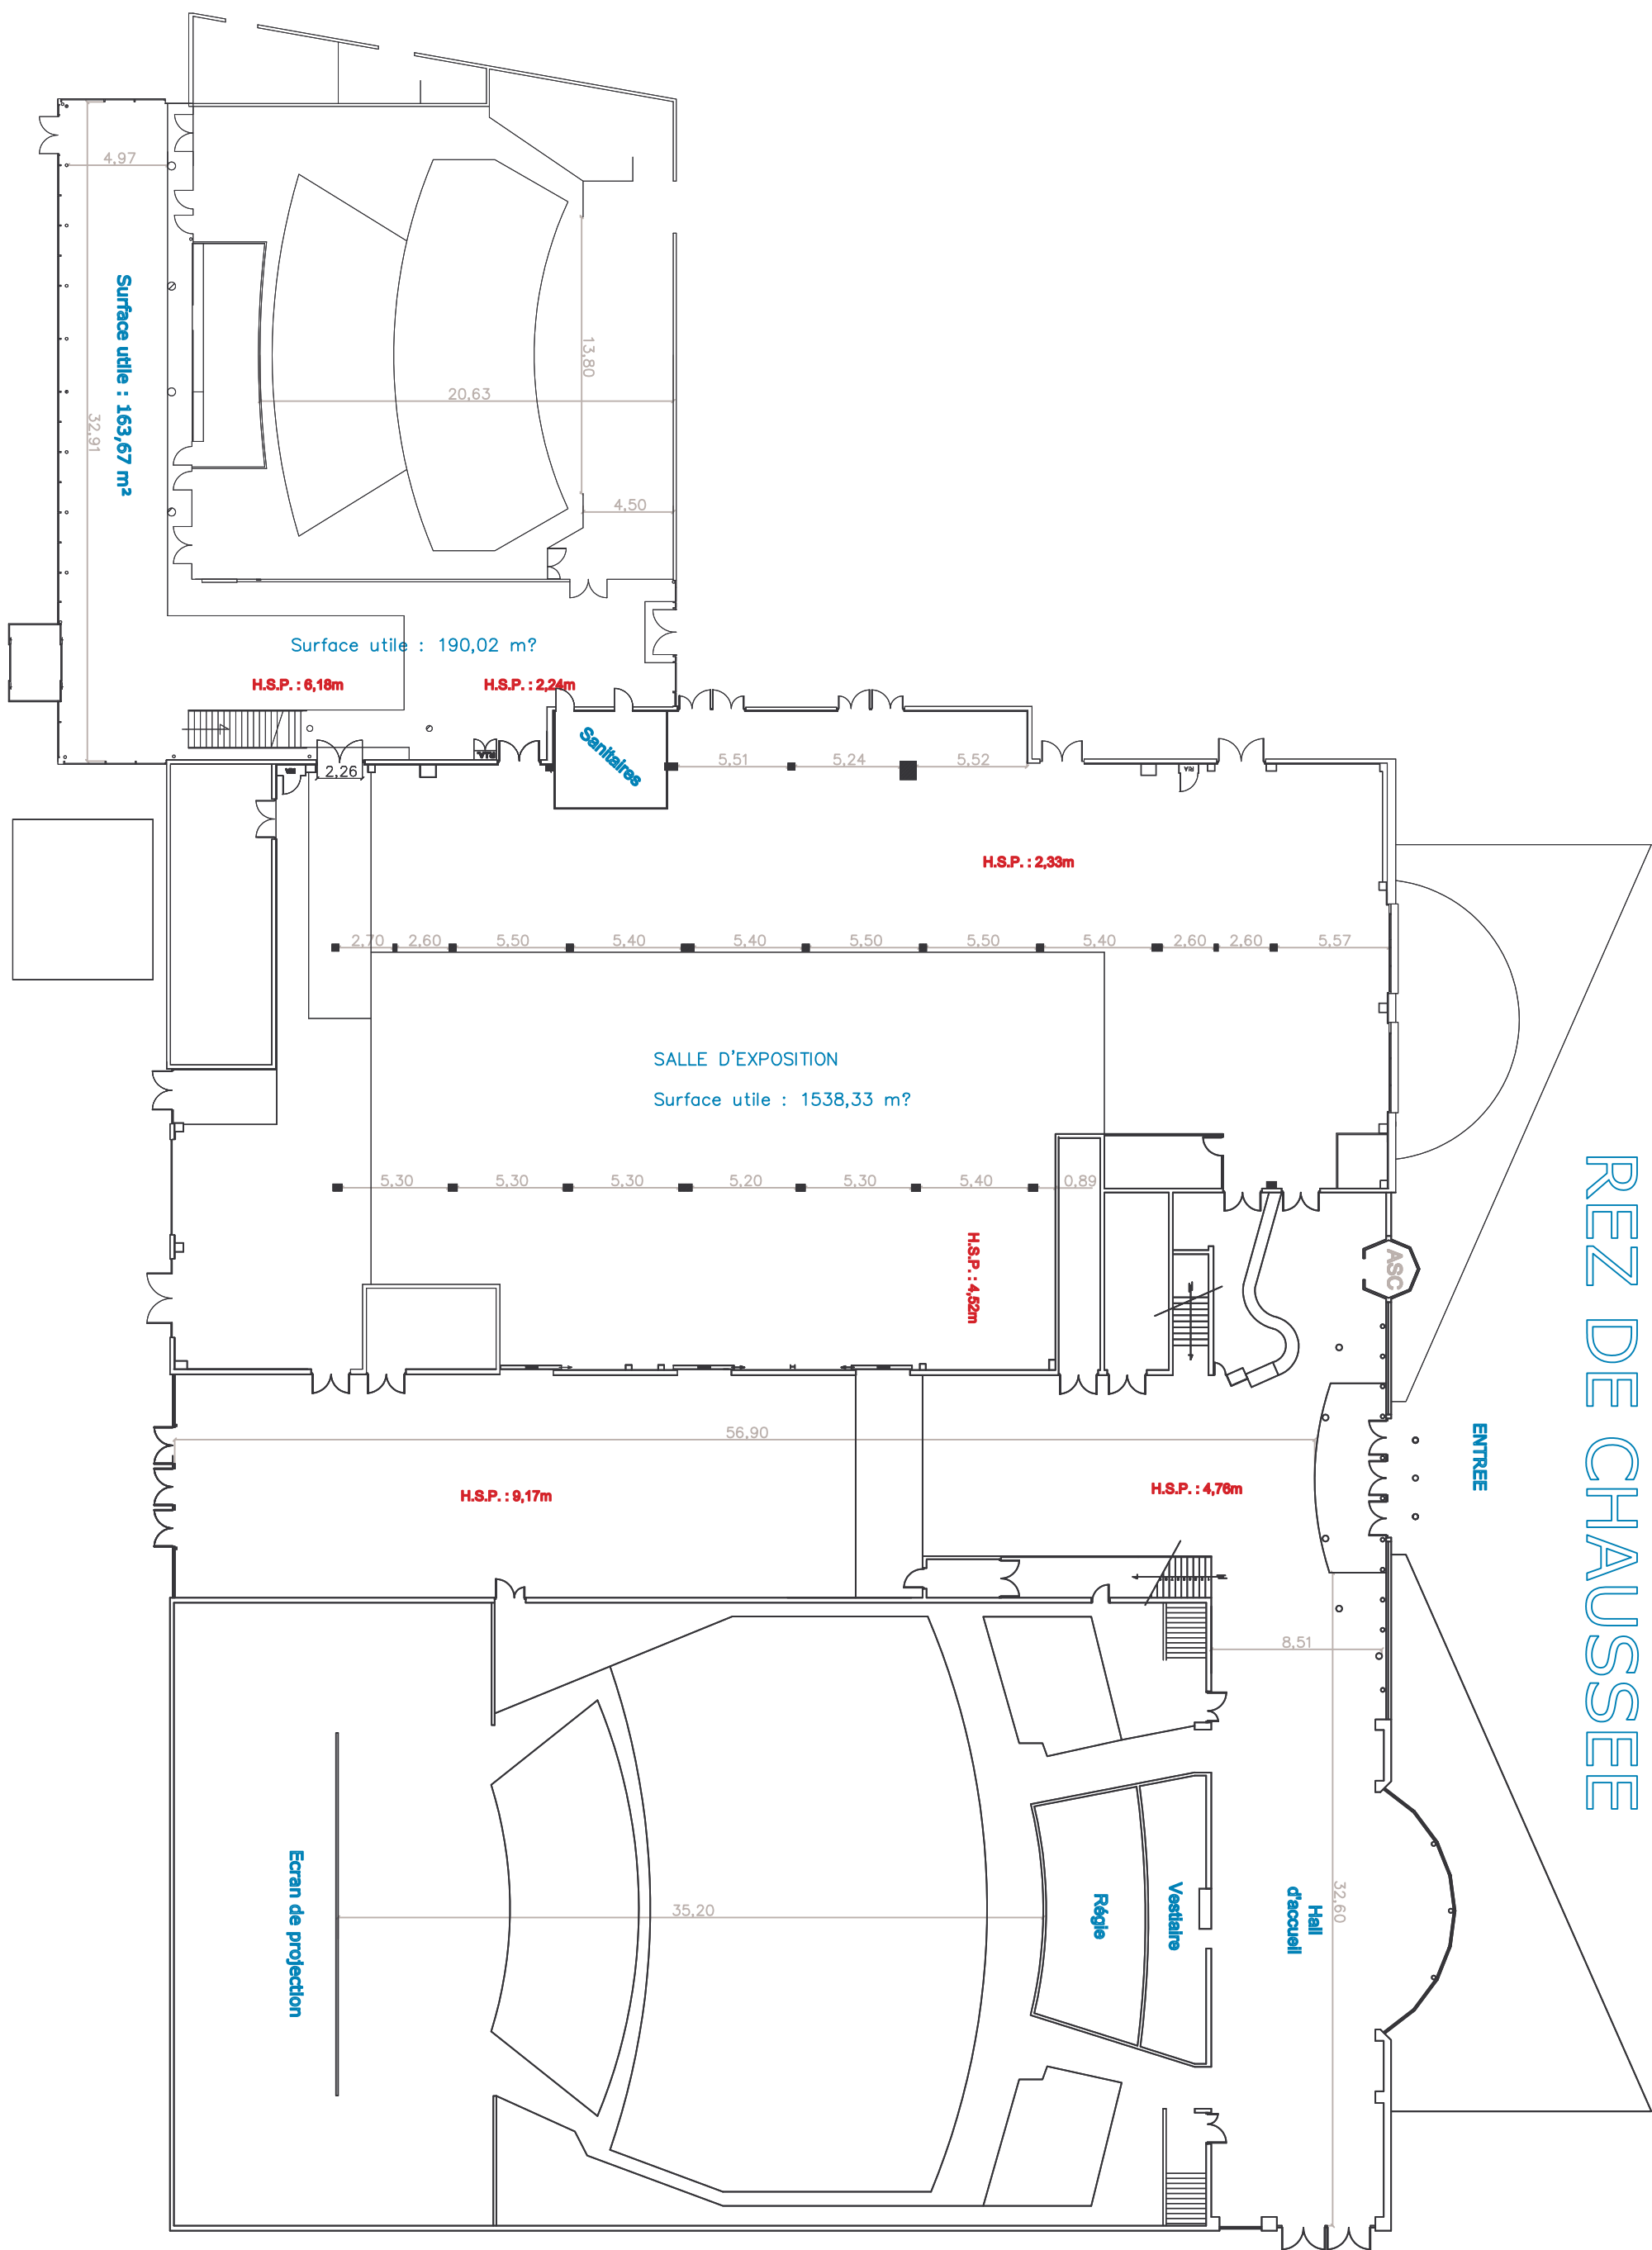 4,97
Surface utile : 163,67 m²
32,91
13,80
20,63
4,50
Surface utile : 190,02 m?
H.S.P. : 6,18m
H.S.P. : 2,24m
Sanitaires
RIA
RIA
2,26
5,51
5,24
5,52
RIA
H.S.P. : 2,33m
2,70
2,60
5,50
5,40
5,40
5,50
5,50
5,40
2,60
2,60
5,57
SALLE D'EXPOSITION
Surface utile : 1538,33 m?
5,30
5,30
5,30
5,20
5,30
5,40
0,89
H.S.P. : 4,52m
ASC
REZ DE CHAUSSEE
ENTREE
56,90
H.S.P. : 9,17m
H.S.P. : 4,76m
8,51
32,60
Hall
d'accueil
Vestiaire
Régie
35,20
Ecran de projection